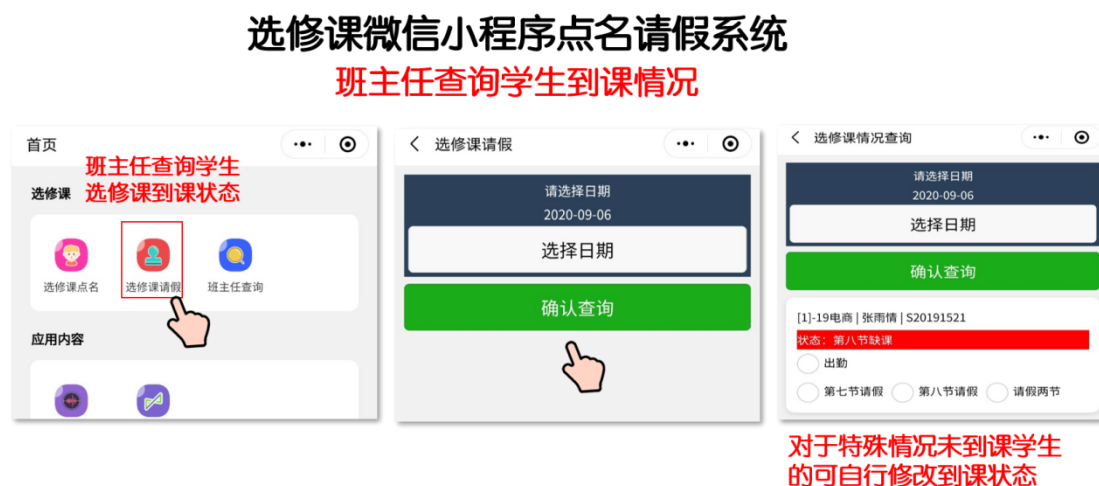 选修课微信小程序点名请假系统
班主任查询学生到课情况
首页
班主任查询学生
选修课到课状态
选修课
选修课点名
选修课请假
班主任查询
应用内容
选修课请假
请选择日期
2020-09-06
选择日期
确认查询
选修课情况查询
请选择日期
2020-09-06
选择日期
确认查询
[1]-19电商 | 张雨情 | S20191521
状态：第八节缺课
出勤
第七节请假 第八节请假 请假两节
对于特殊情况未到课学生
的可自行修改到课状态